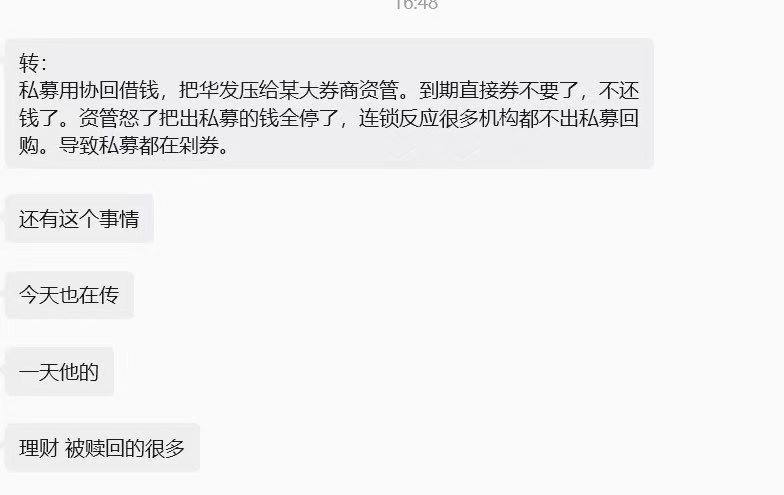 16:48
转：
私募用协回借钱，把华发压给某大券商资管。到期直接券不要了，不还
钱了。资管怒了把出私募的钱全停了，连锁反应很多机构都不出私募回
购。导致私募都在剁券。
还有这个事情
今天也在传
一天他的
理财 被赎回的很多